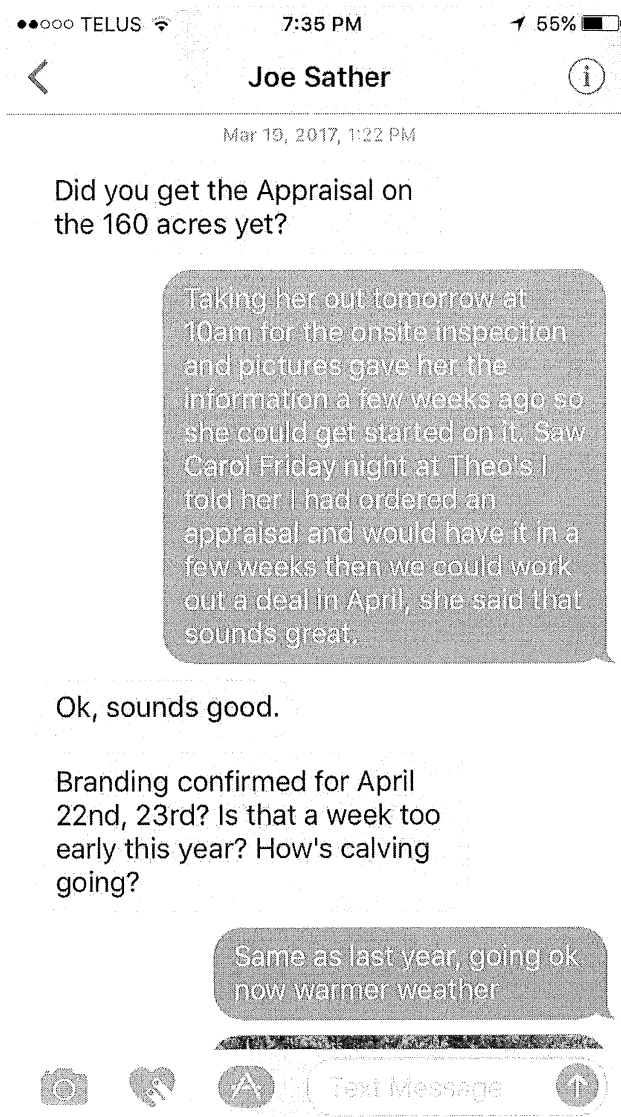 TELUS 7:35 PM 55%
Joe Sather
Mar 19, 2017, 1:22 PM
Did you get the Appraisal on
the 160 acres yet?
Taking her out tomorrow at
10am for the onsite inspection
and pictures gave her the
information a few weeks ago so
she could get started on it. Saw
Carol Friday night at Theo's I
told her I had ordered an
appraisal and would have it in a
few weeks then we could work
out a deal in April, she said that
sounds great.
Ok, sounds good.
Branding confirmed for April
22nd, 23rd? Is that a week too
early this year? How's calving
going?
Same as last year, going ok
now warmer weather
Text Message